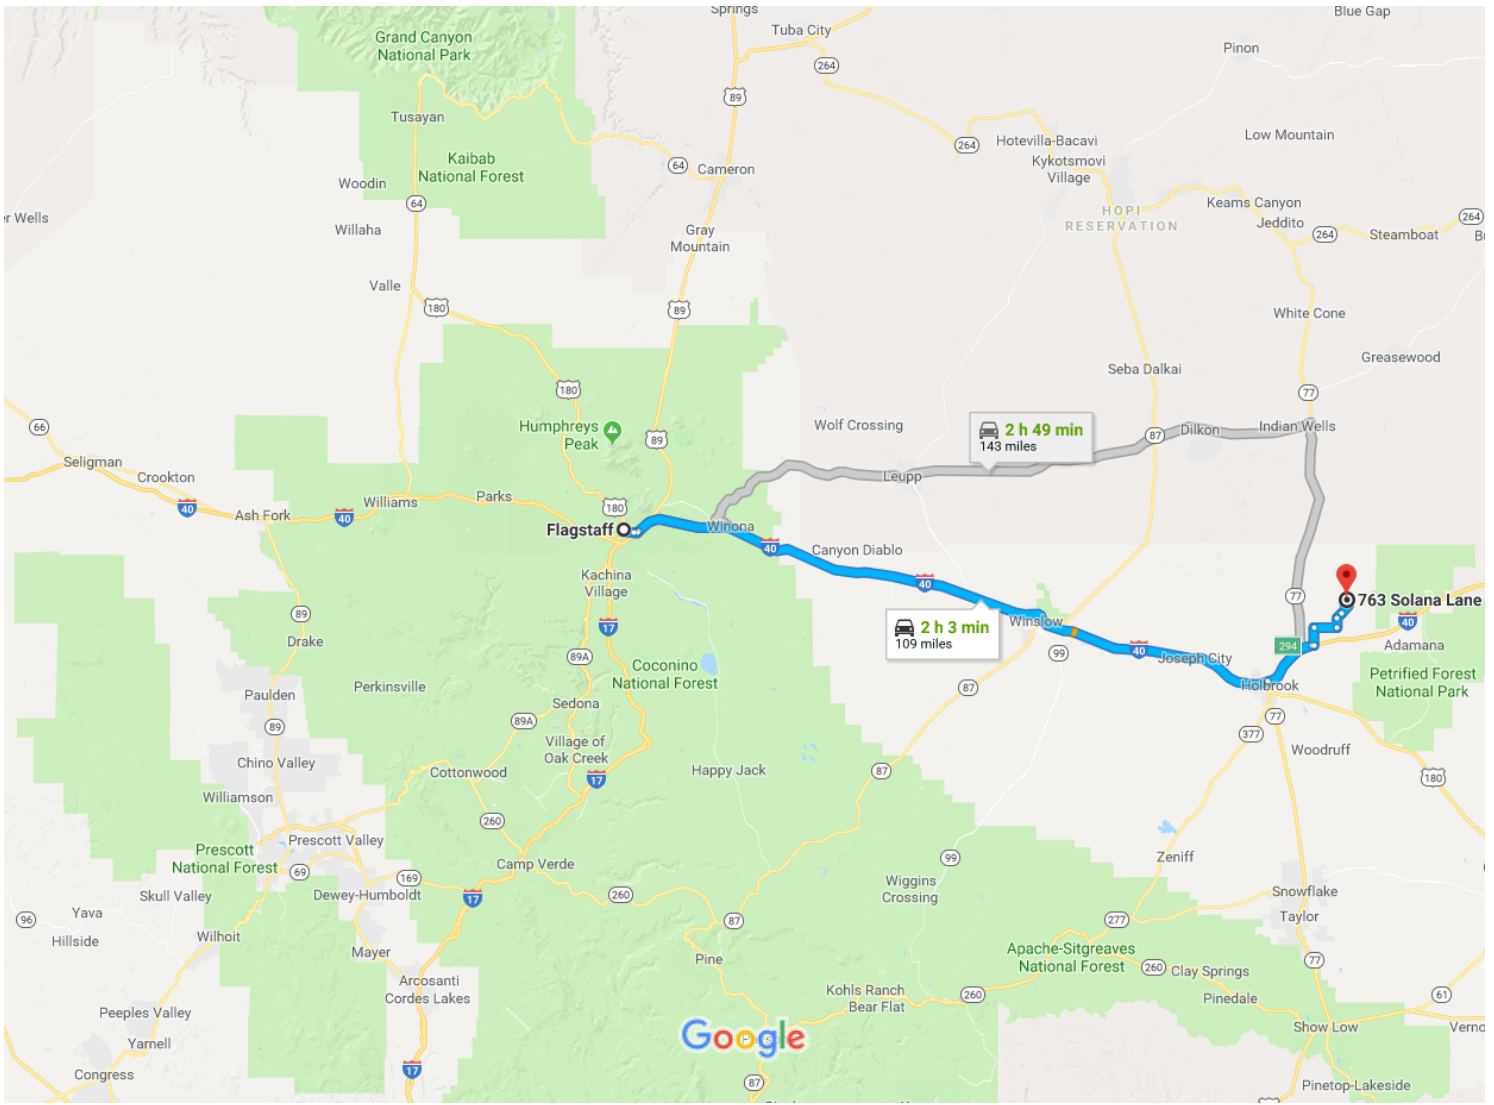 Springs
Blue Gap
Tuba City
Grand Canyon
National Park
Pinon
264
89
Tusayan
Low Mountain
Hotevilla-Bacavi
264
Kykotsmovi
Village
Kaibab
National Forest
64
Cameron
Woodin
64
Keams Canyon
er Wells
HOPI
RESERVATION
Jeddito
264
264
Steamboat
Willaha
Gray
Mountain
Valle
180
89
White Cone
Greasewood
Seba Dalkai
180
77
66
Humphreys
Peak
89
Wolf Crossing
2 h 49 min
143 miles
87
Dilkon
Indian Wells
Seligman
Crookton
Leupp
40
Williams
Parks
180
Ash Fork
40
Flagstaff
Winona
40
Canyon Diablo
Kachina
Village
40
77
763 Solana Lane
89
17
2 h 3 min
109 miles
Winslow
40
Drake
294
Adamana
89A
99
40
Joseph City
Coconino
National Forest
Petrified Forest
National Park
Paulden
Perkinsville
87
Holbrook
Sedona
89
89A
77
377
Village of
Oak Creek
Woodruff
Chino Valley
Cottonwood
17
Happy Jack
87
180
Williamson
260
Prescott Valley
Prescott
National Forest
Camp Verde
99
Zeniff
69
169
Dewey-Humboldt
Skull Valley
17
260
Wiggins
Crossing
Snowflake
96
Yava
87
277
Taylor
Hillside
Wilhoit
Mayer
Pine
Apache-Sitgreaves
National Forest
260
Clay Springs
77
Arcosanti
Cordes Lakes
Kohls Ranch
Bear Flat
260
Pinedale
61
Peeples Valley
Google
Show Low
Verno
Yarnell
17
Congress
87
Pinetop-Lakeside